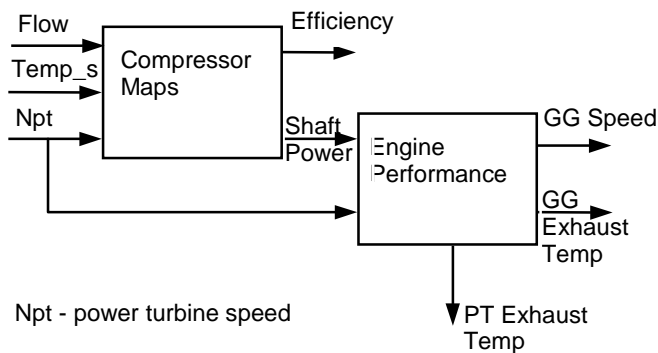 Flow
Efficiency
Temp_s
Compressor
Maps
Npt
Shaft
Power
Engine
Performance
GG Speed
GG
Exhaust
Temp
Npt - power turbine speed
PT Exhaust
Temp